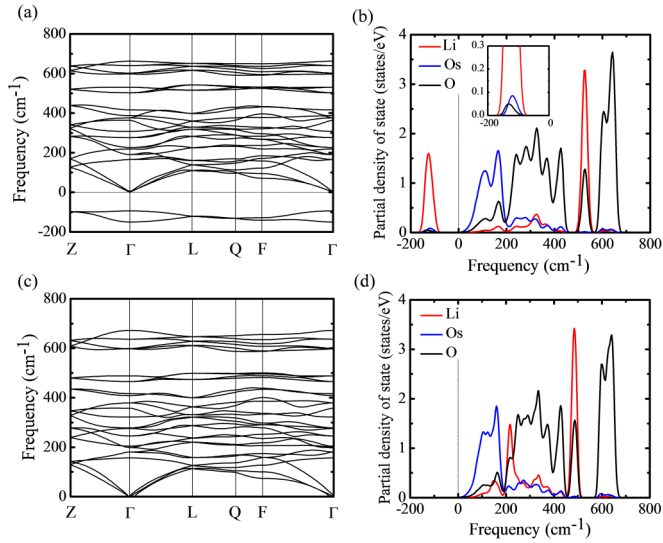 (a)
800
600
400
200
0
-200
Frequency (cm-1)
Z Γ L Q F Γ
(b)
4
3
2
1
0
Partial density of state (states/eV)
Li
Os
O
0.3
0.2
0.1
0.0
-200 0
-200 0 200 400 600 800
Frequency (cm-1)
(c)
800
600
400
200
0
Frequency (cm-1)
Z Γ L Q F Γ
(d)
4
3
2
1
0
Partial density of state (states/eV)
Li
Os
O
-200 0 200 400 600 800
Frequency (cm-1)